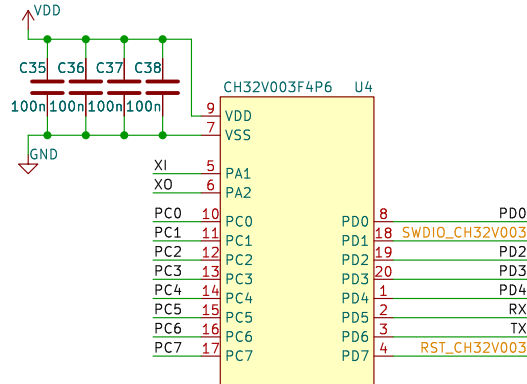 VDD
C35 C36 C37 C38
100n 100n 100n 100n
GND
CH32V003F4P6 U4
9 VDD
7 VSS
XI 5 PA1
XO 6 PA2
PC0 10 PC0 PD0 8 PD0
PC1 11 PC1 PD1 18 SWDIO_CH32V003
PC2 12 PC2 PD2 19 PD2
PC3 13 PC3 PD3 20 PD3
PC4 14 PC4 PD4 1 PD4
PC5 15 PC5 PD5 2 RX
PC6 16 PC6 PD6 3 TX
PC7 17 PC7 PD7 4 RST_CH32V003